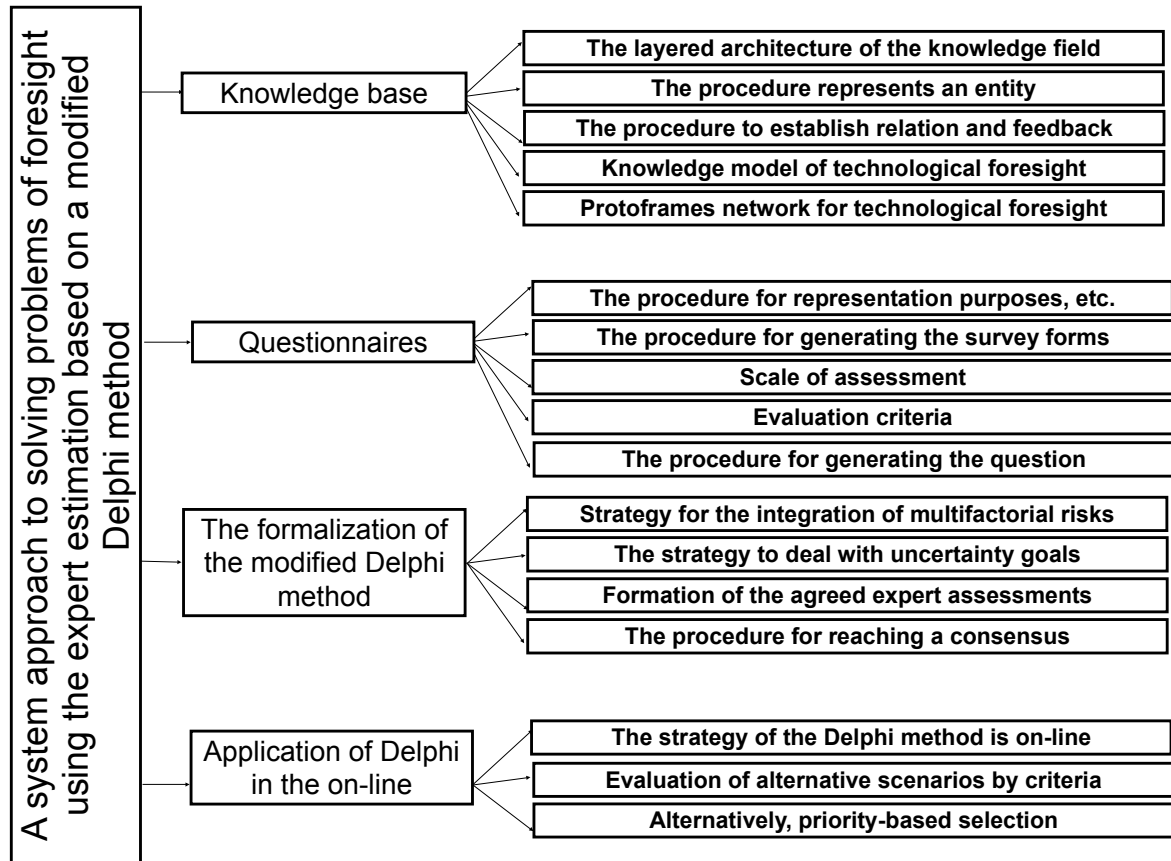 A system approach to solving problems of foresight
using the expert estimation based on a modified
Delphi method
Knowledge base
The layered architecture of the knowledge field
The procedure represents an entity
The procedure to establish relation and feedback
Knowledge model of technological foresight
Protoframes network for technological foresight
Questionnaires
The procedure for representation purposes, etc.
The procedure for generating the survey forms
Scale of assessment
Evaluation criteria
The procedure for generating the question
The formalization of
the modified Delphi
method
Strategy for the integration of multifactorial risks
The strategy to deal with uncertainty goals
Formation of the agreed expert assessments
The procedure for reaching a consensus
Application of Delphi
in the on-line
The strategy of the Delphi method is on-line
Evaluation of alternative scenarios by criteria
Alternatively, priority-based selection